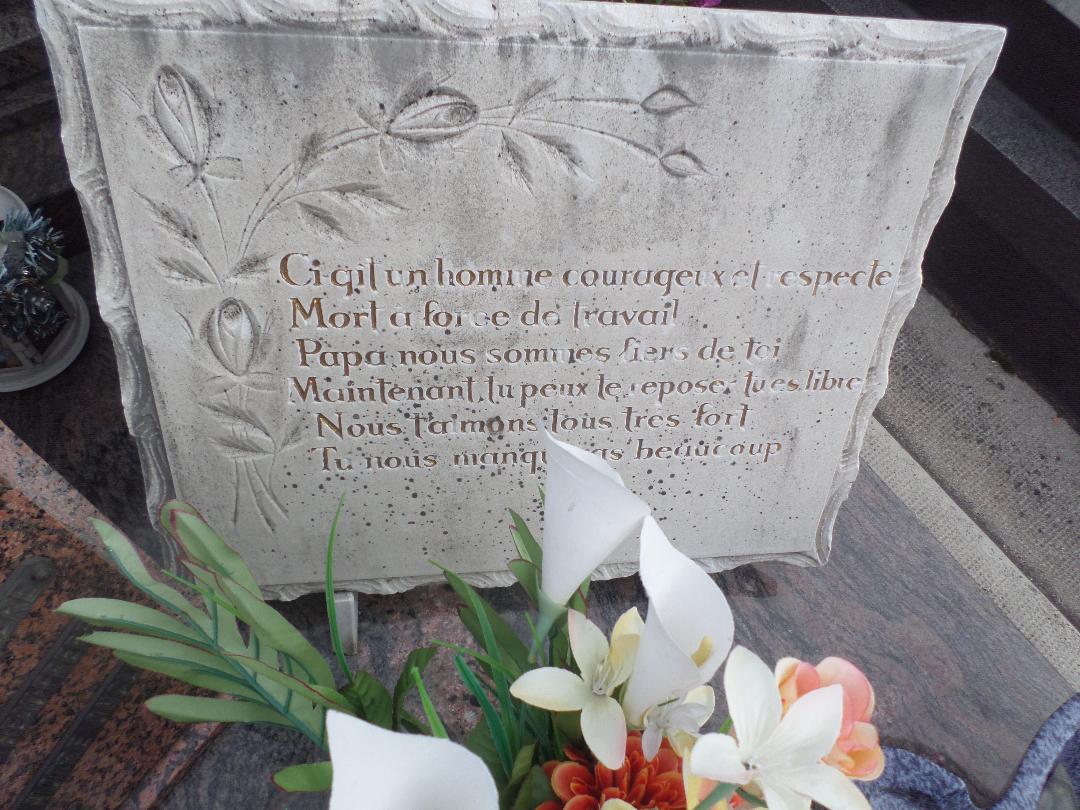 Ci-gît un homme courageux et respecte
Mort a force de travail
Papa nous sommes fiers de toi
Maintenant, tu peux te reposer tu es libre
Nous t'aimons tous très fort
Tu nous manques beaucoup